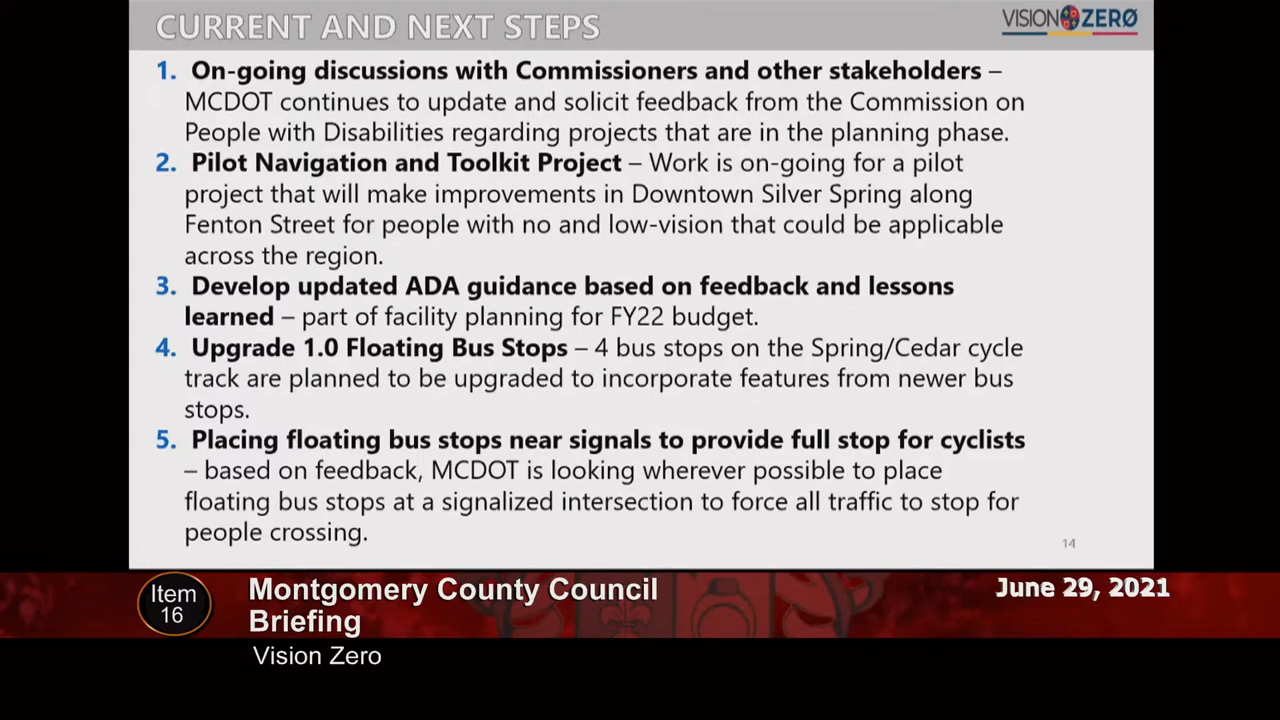 CURRENT AND NEXT STEPS
VISION ZERO
1. On-going discussions with Commissioners and other stakeholders –
MCDOT continues to update and solicit feedback from the Commission on
People with Disabilities regarding projects that are in the planning phase.
2. Pilot Navigation and Toolkit Project – Work is on-going for a pilot
project that will make improvements in Downtown Silver Spring along
Fenton Street for people with no and low-vision that could be applicable
across the region.
3. Develop updated ADA guidance based on feedback and lessons
learned – part of facility planning for FY22 budget.
4. Upgrade 1.0 Floating Bus Stops – 4 bus stops on the Spring/Cedar cycle
track are planned to be upgraded to incorporate features from newer bus
stops.
5. Placing floating bus stops near signals to provide full stop for cyclists
– based on feedback, MCDOT is looking wherever possible to place
floating bus stops at a signalized intersection to force all traffic to stop for
people crossing.
14
Item
16
Montgomery County Council
Briefing
Vision Zero
June 29, 2021